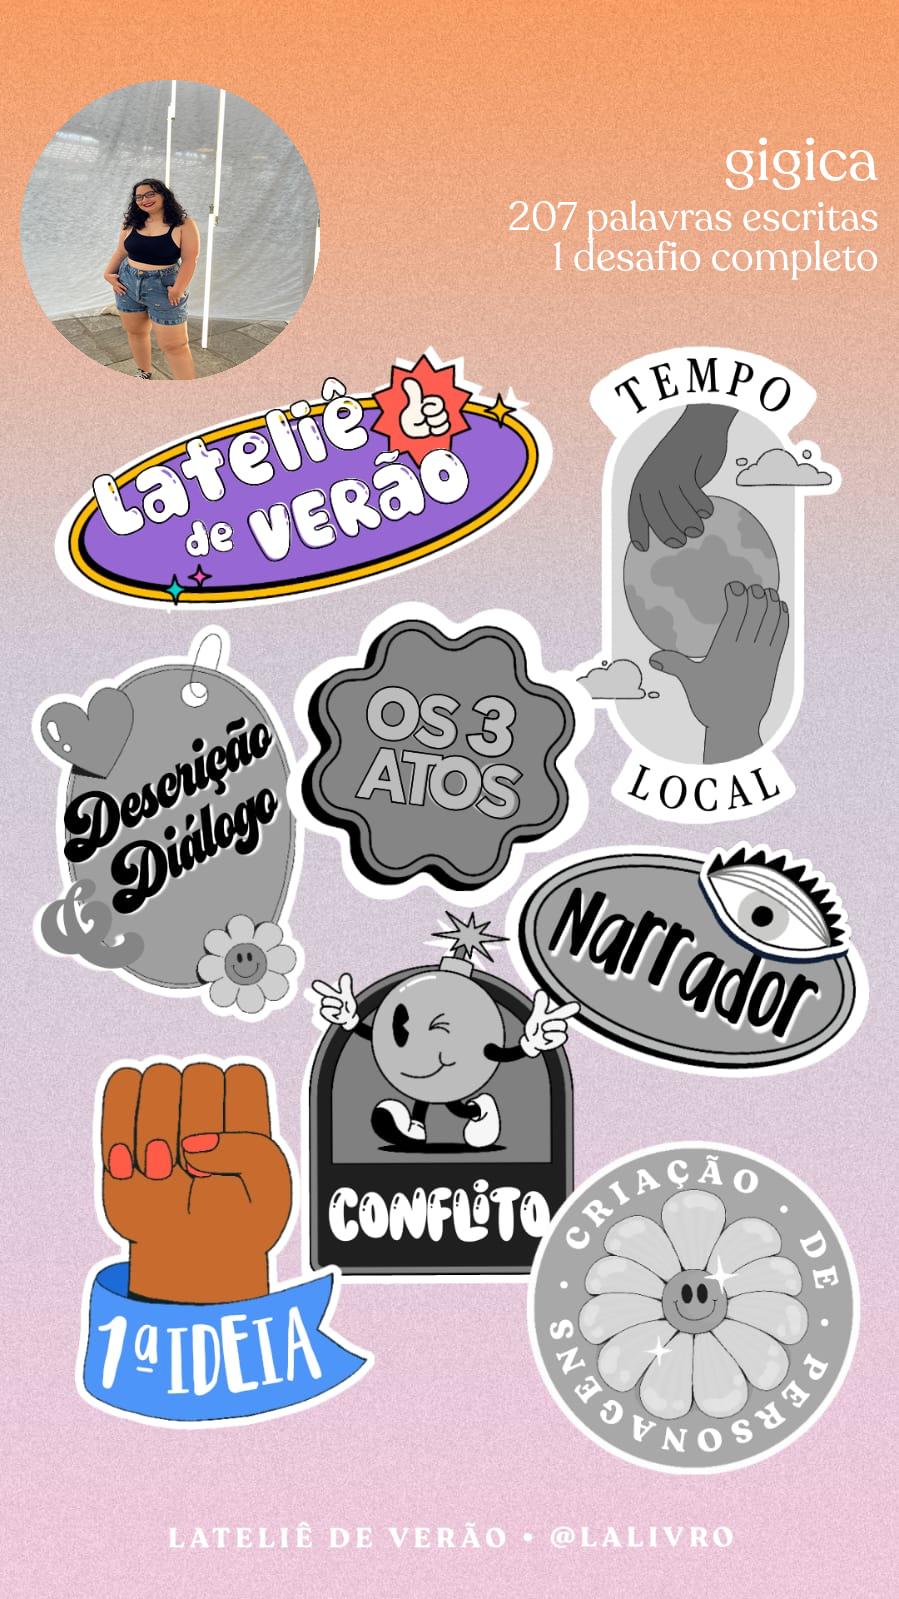 gigica
207 palavras escritas
1 desafio completo
Lateliê
de VERÃO
TEMPO
LOCAL
OS 3
ATOS
Descrição
&
Diálogo
Narrador
CONFLITO
1ª IDEIA
CRIAÇÃO · DE · PERSONAGENS ·
LATELIÊ DE VERÃO • @LALIVRO